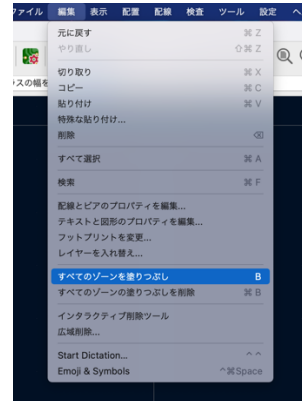 ファイル 編集 表示 配置 配線 検査 ツール 設定 ヘ
元に戻す ⌘ Z
やり直し ⇧⌘ Z
切り取り ⌘ X
スの幅を
コピー ⌘ C
貼り付け ⌘ V
特殊な貼り付け...
削除 ⌫
すべて選択 ⌘ A
検索 ⌘ F
配線とビアのプロパティを編集...
テキストと図形のプロパティを編集...
フットプリントを変更...
レイヤーを入れ替え...
すべてのゾーンを塗りつぶし B
すべてのゾーンの塗りつぶしを削除 ⌘ B
インタラクティブ削除ツール
広域削除...
Start Dictation... ^ ^
Emoji & Symbols ^⌘Space